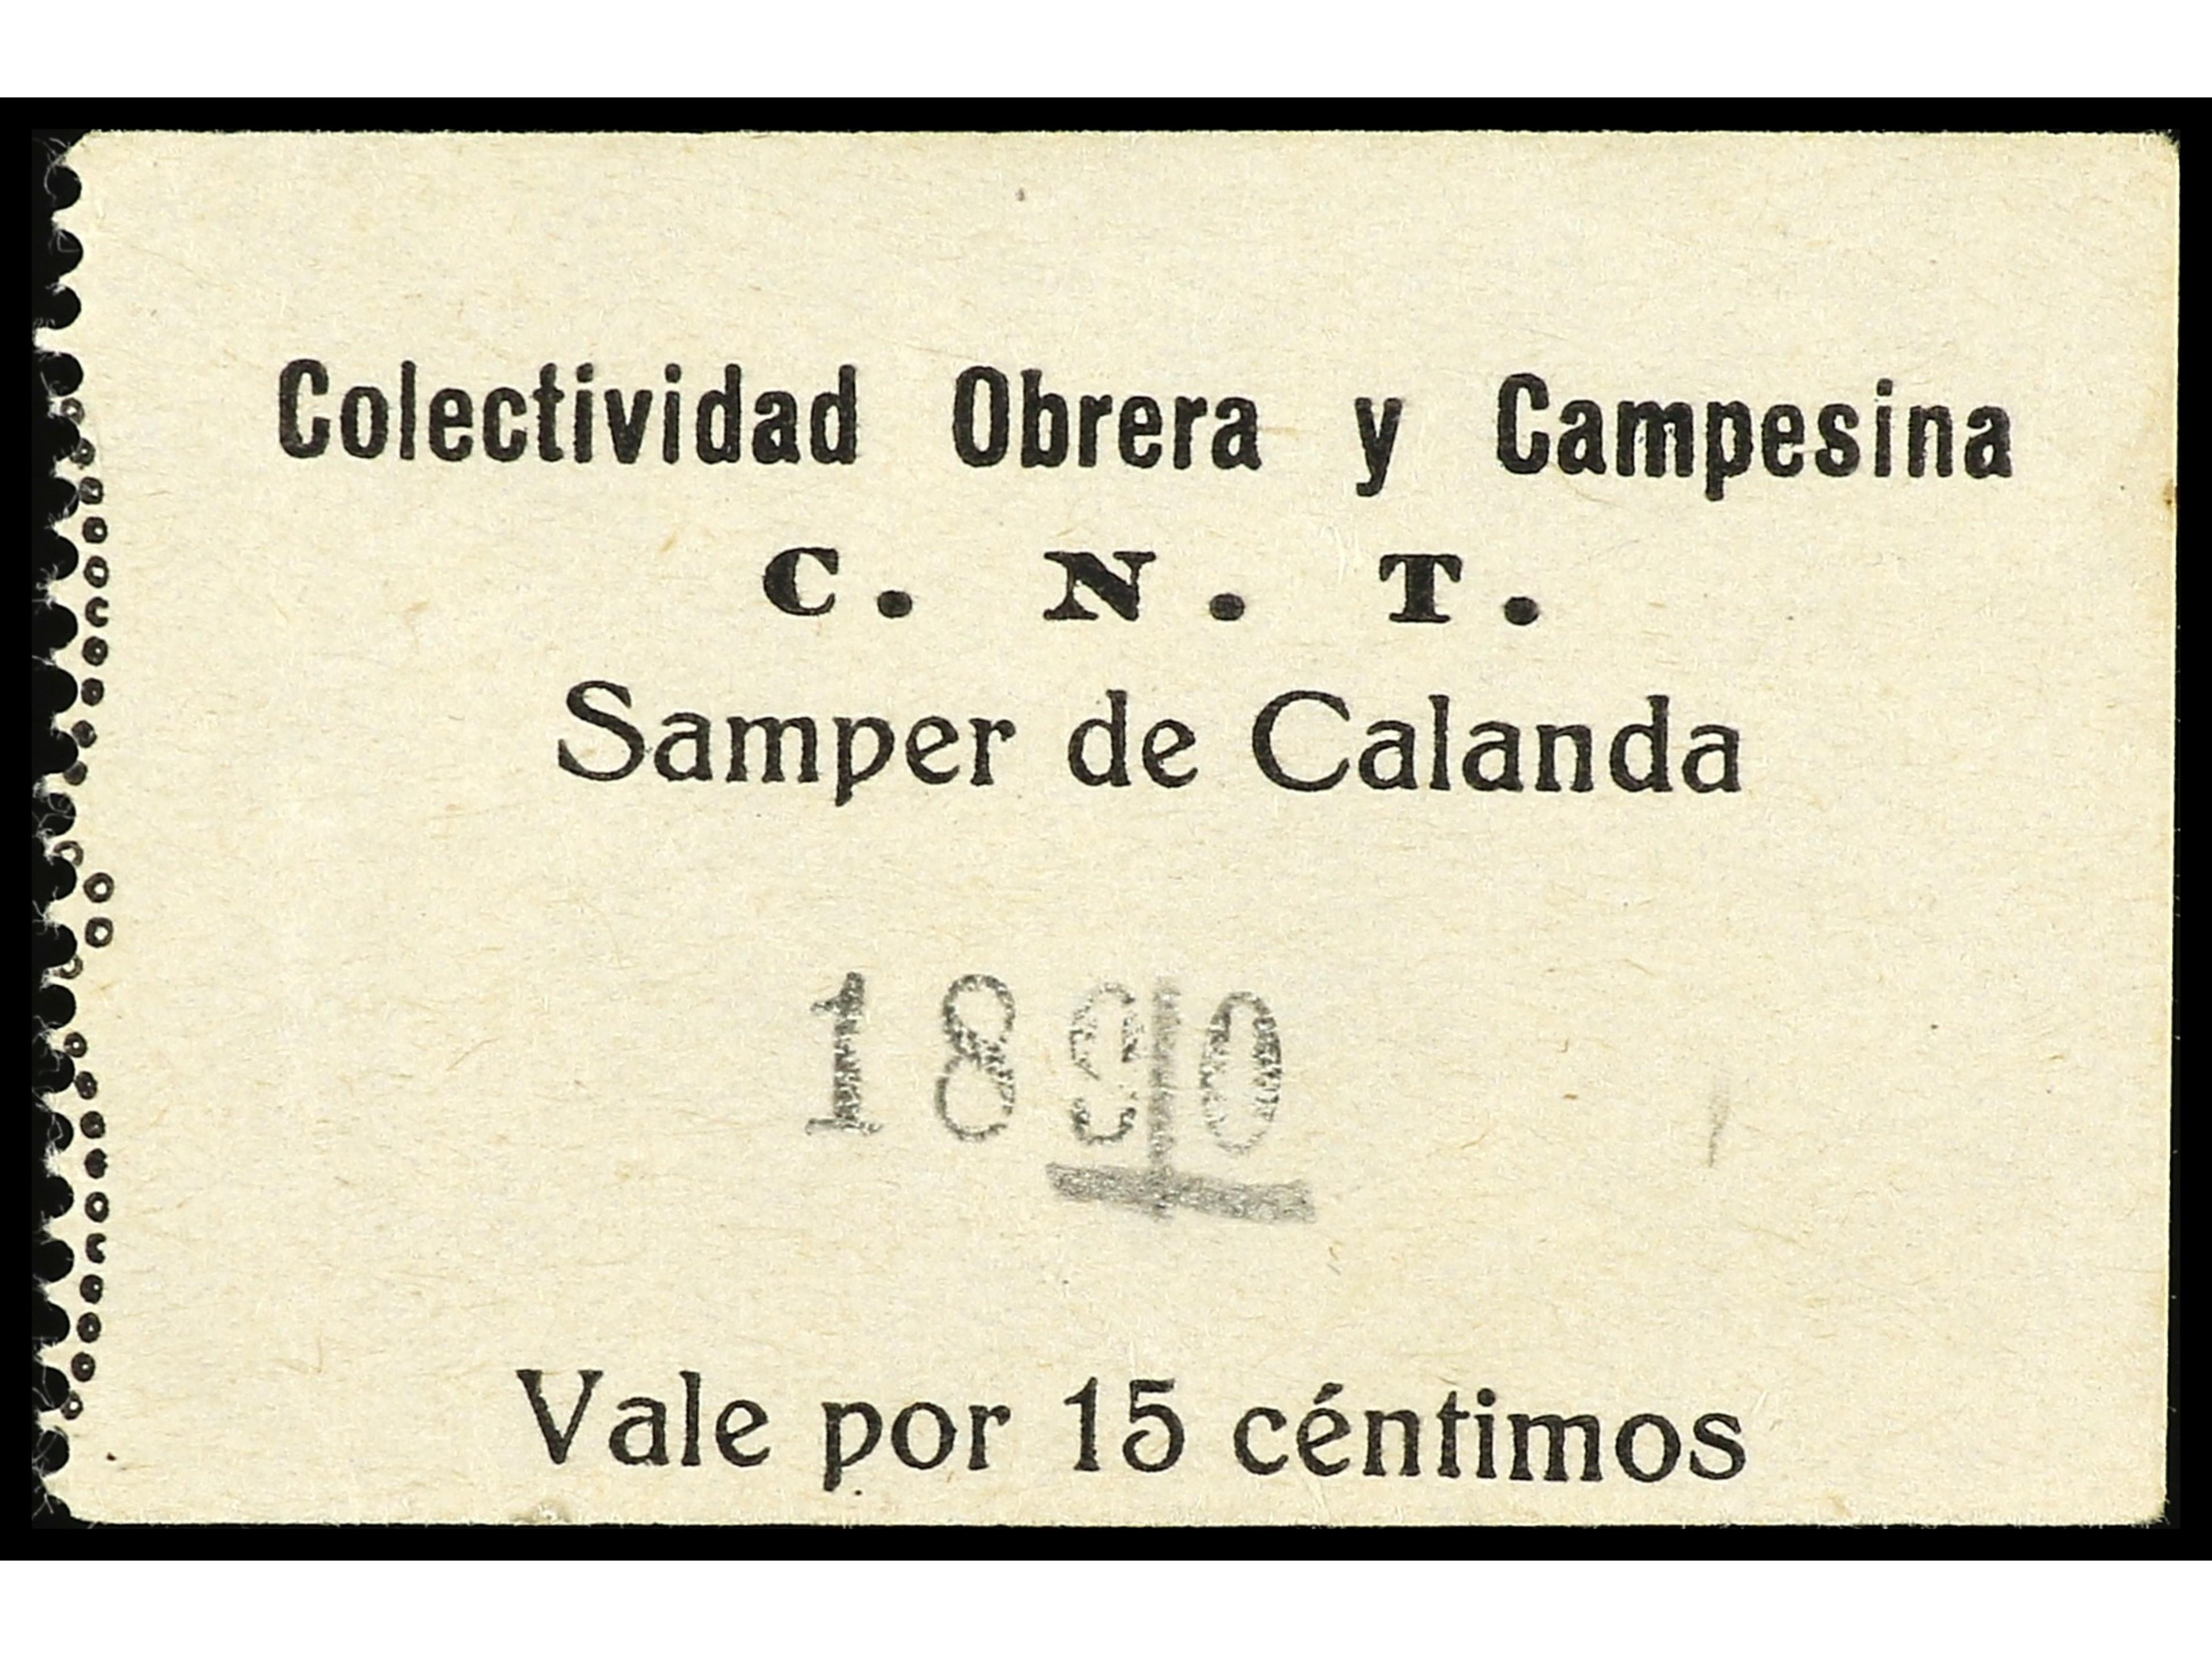 Colectividad Obrera y Campesina
C. N. T.
Samper de Calanda
1890
Vale por 15 céntimos